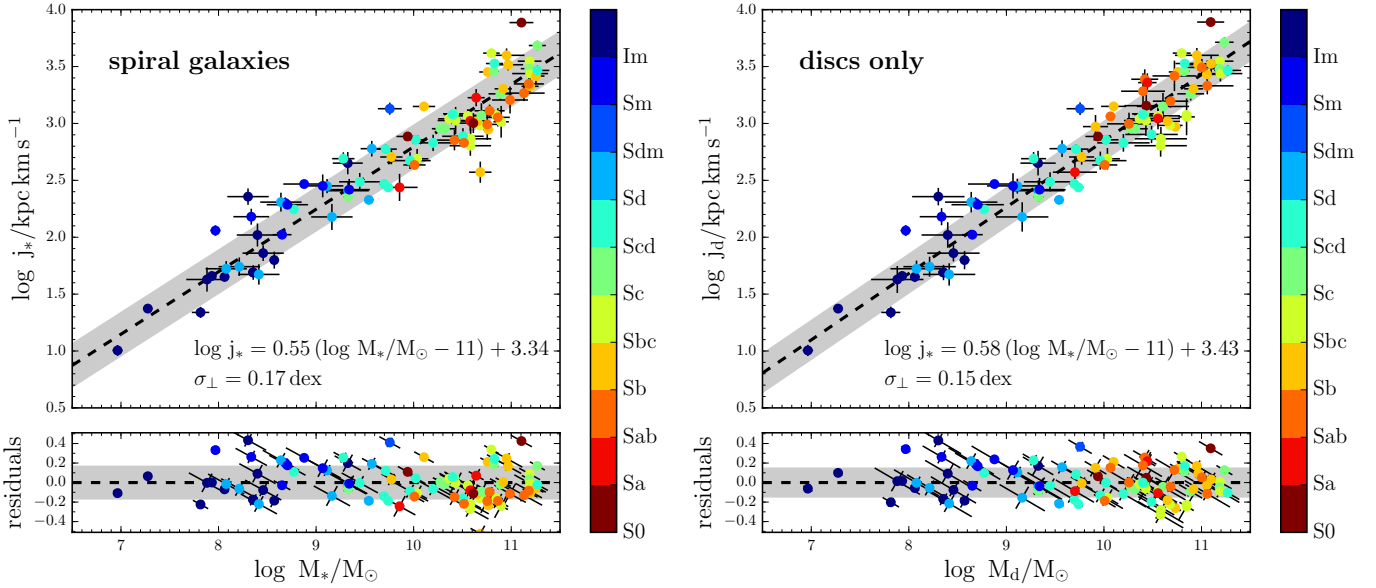 spiral galaxies
log j* = 0.55 (log M*/M⊙ − 11) + 3.34
σ⊥ = 0.17 dex
log j*/kpc km s−1
4.0
3.5
3.0
2.5
2.0
1.5
1.0
0.5
residuals
0.4
0.2
0.0
−0.2
−0.4
7 8 9 10 11
log M*/M⊙
Im
Sm
Sdm
Sd
Scd
Sc
Sbc
Sb
Sab
Sa
S0
discs only
log j* = 0.58 (log M*/M⊙ − 11) + 3.43
σ⊥ = 0.15 dex
log jd/kpc km s−1
4.0
3.5
3.0
2.5
2.0
1.5
1.0
0.5
residuals
0.4
0.2
0.0
−0.2
−0.4
7 8 9 10 11
log Md/M⊙
Im
Sm
Sdm
Sd
Scd
Sc
Sbc
Sb
Sab
Sa
S0